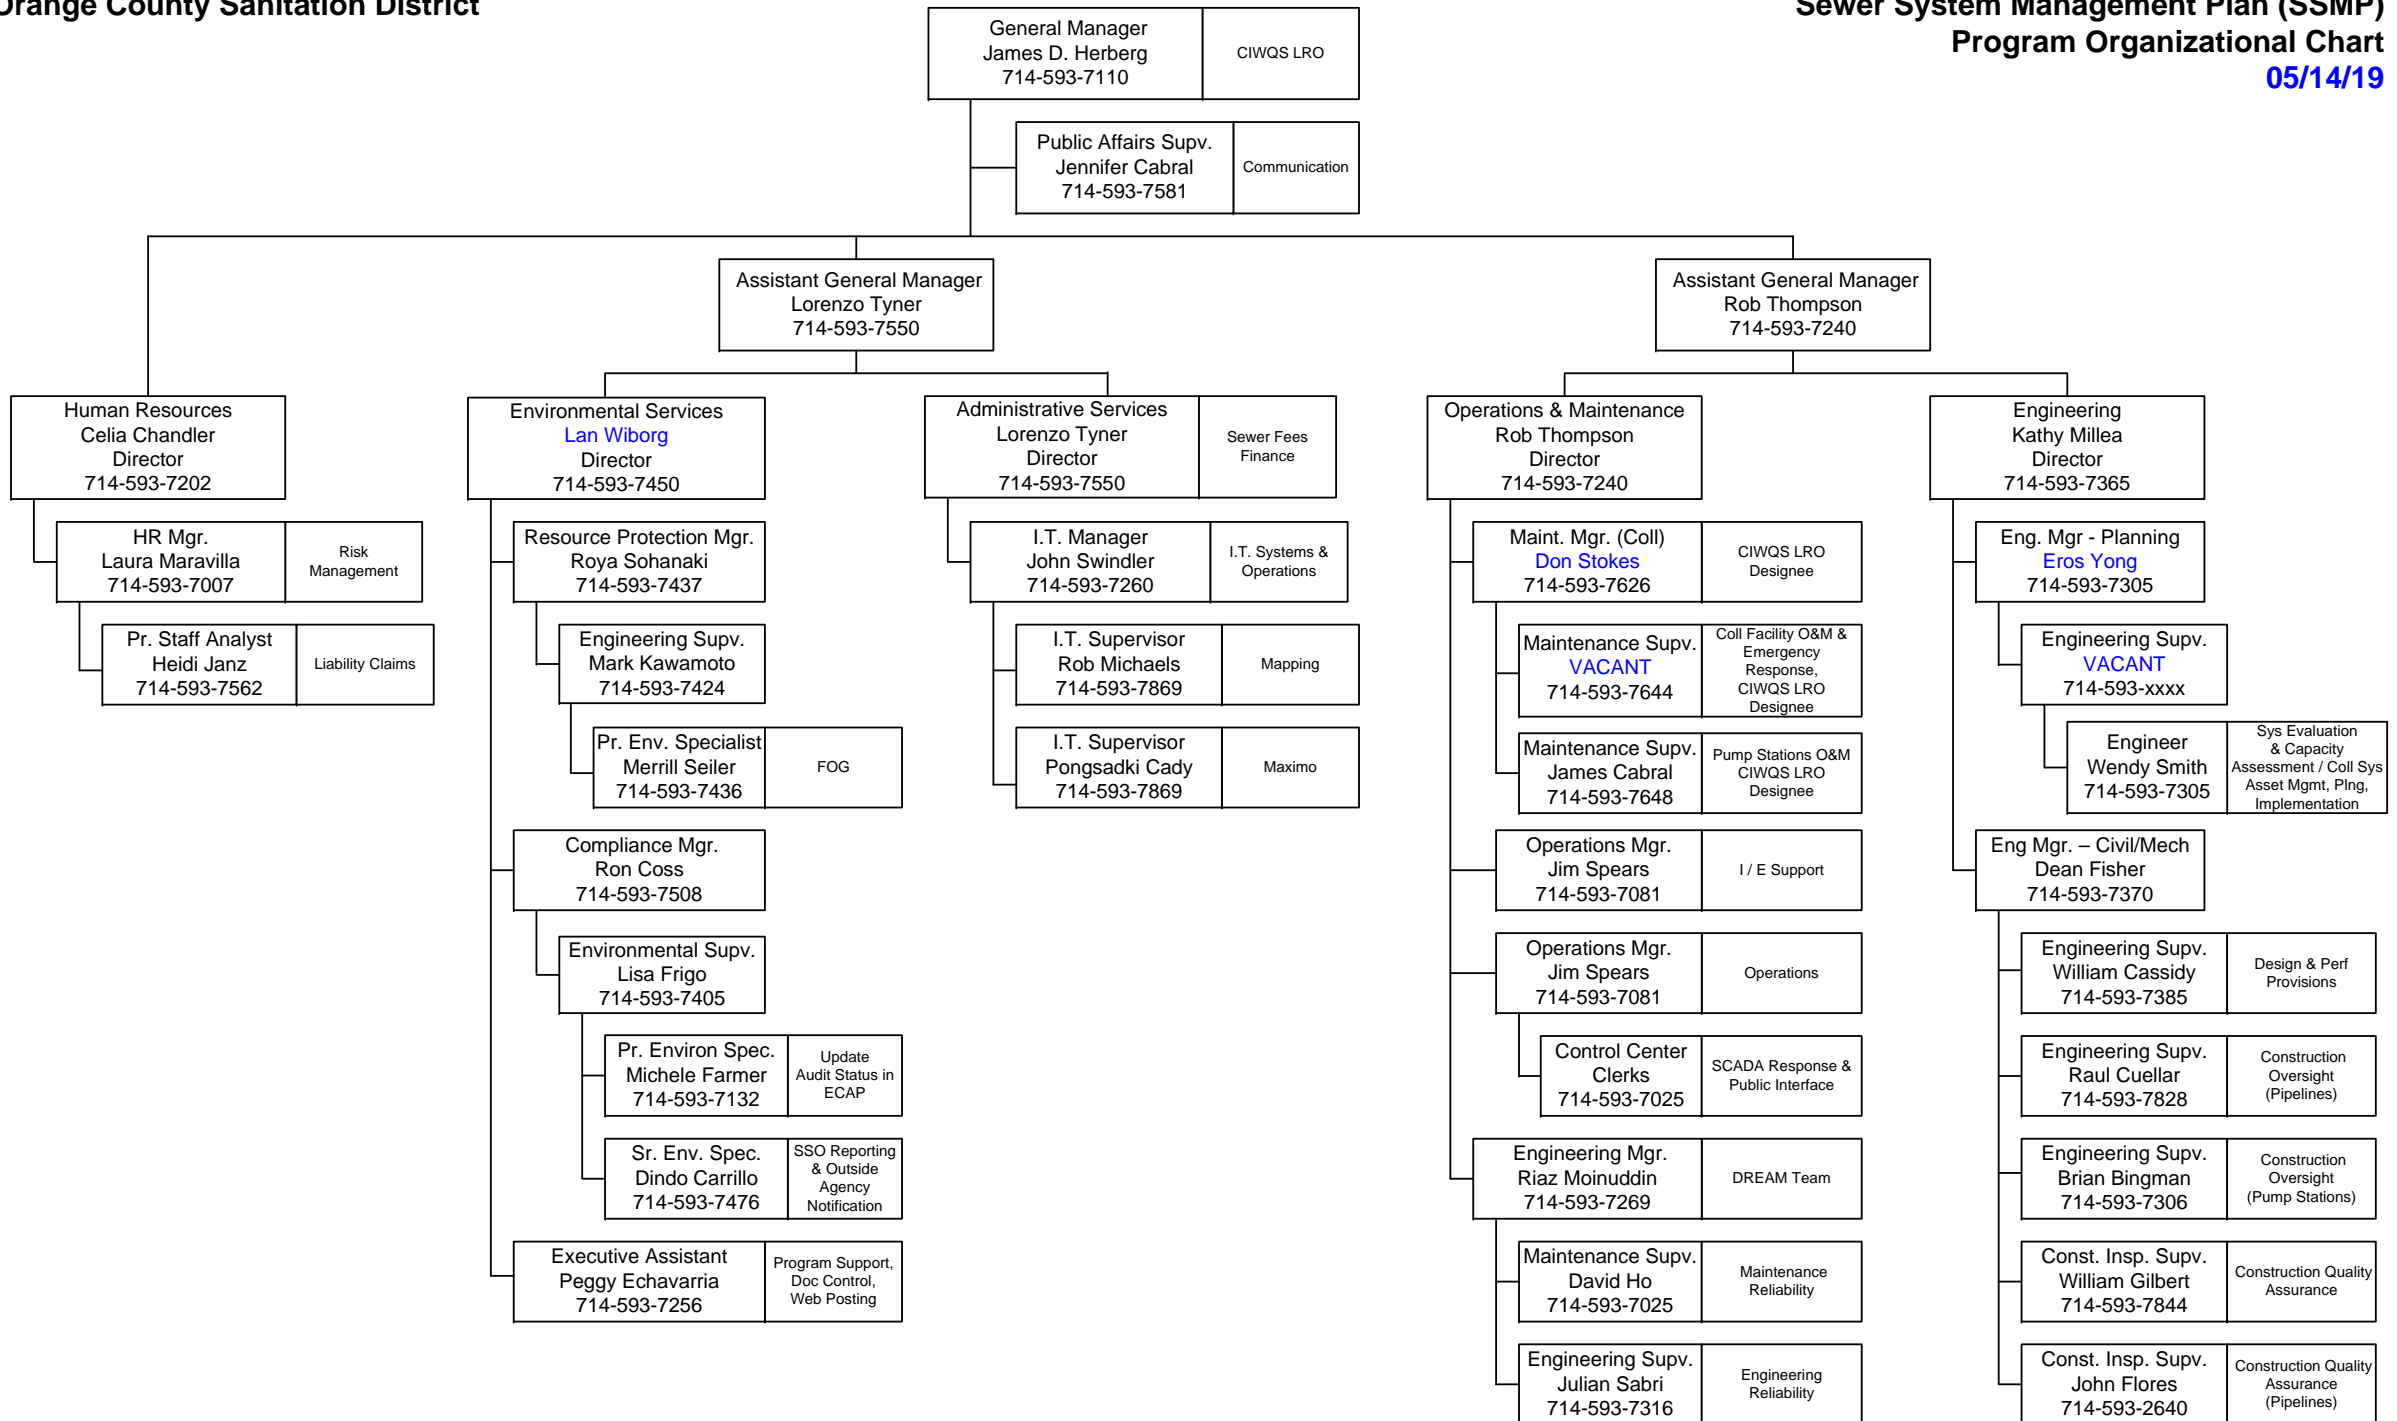 Orange County Sanitation District
Sewer System Management Plan (SSMP)
Program Organizational Chart
05/14/19
General Manager
James D. Herberg
714-593-7110
CIWQS LRO
Public Affairs Supv.
Jennifer Cabral
714-593-7581
Communication
Assistant General Manager
Lorenzo Tyner
714-593-7550
Assistant General Manager
Rob Thompson
714-593-7240
Human Resources
Celia Chandler
Director
714-593-7202
HR Mgr.
Laura Maravilla
714-593-7007
Risk
Management
Pr. Staff Analyst
Heidi Janz
714-593-7562
Liability Claims
Environmental Services
Lan Wiborg
Director
714-593-7450
Resource Protection Mgr.
Roya Sohanaki
714-593-7437
Engineering Supv.
Mark Kawamoto
714-593-7424
Pr. Env. Specialist
Merrill Seiler
714-593-7436
FOG
Compliance Mgr.
Ron Coss
714-593-7508
Environmental Supv.
Lisa Frigo
714-593-7405
Pr. Environ Spec.
Michele Farmer
714-593-7132
Update
Audit Status in
ECAP
Sr. Env. Spec.
Dindo Carrillo
714-593-7476
SSO Reporting
& Outside
Agency
Notification
Executive Assistant
Peggy Echavarria
714-593-7256
Program Support,
Doc Control,
Web Posting
Administrative Services
Lorenzo Tyner
Director
714-593-7550
Sewer Fees
Finance
I.T. Manager
John Swindler
714-593-7260
I.T. Systems &
Operations
I.T. Supervisor
Rob Michaels
714-593-7869
Mapping
I.T. Supervisor
Pongsadki Cady
714-593-7869
Maximo
Operations & Maintenance
Rob Thompson
Director
714-593-7240
Maint. Mgr. (Coll)
Don Stokes
714-593-7626
CIWQS LRO
Designee
Maintenance Supv.
VACANT
714-593-7644
Coll Facility O&M &
Emergency
Response,
CIWQS LRO
Designee
Maintenance Supv.
James Cabral
714-593-7648
Pump Stations O&M
CIWQS LRO
Designee
Operations Mgr.
Jim Spears
714-593-7081
I / E Support
Operations Mgr.
Jim Spears
714-593-7081
Operations
Control Center
Clerks
714-593-7025
SCADA Response &
Public Interface
Engineering Mgr.
Riaz Moinuddin
714-593-7269
DREAM Team
Maintenance Supv.
David Ho
714-593-7025
Maintenance
Reliability
Engineering Supv.
Julian Sabri
714-593-7316
Engineering
Reliability
Engineering
Kathy Millea
Director
714-593-7365
Eng. Mgr - Planning
Eros Yong
714-593-7305
Engineering Supv.
VACANT
714-593-xxxx
Engineer
Wendy Smith
714-593-7305
Sys Evaluation
& Capacity
Assessment / Coll Sys
Asset Mgmt, Plng,
Implementation
Eng Mgr. – Civil/Mech
Dean Fisher
714-593-7370
Engineering Supv.
William Cassidy
714-593-7385
Design & Perf
Provisions
Engineering Supv.
Raul Cuellar
714-593-7828
Construction
Oversight
(Pipelines)
Engineering Supv.
Brian Bingman
714-593-7306
Construction
Oversight
(Pump Stations)
Const. Insp. Supv.
William Gilbert
714-593-7844
Construction Quality
Assurance
Const. Insp. Supv.
John Flores
714-593-2640
Construction Quality
Assurance
(Pipelines)